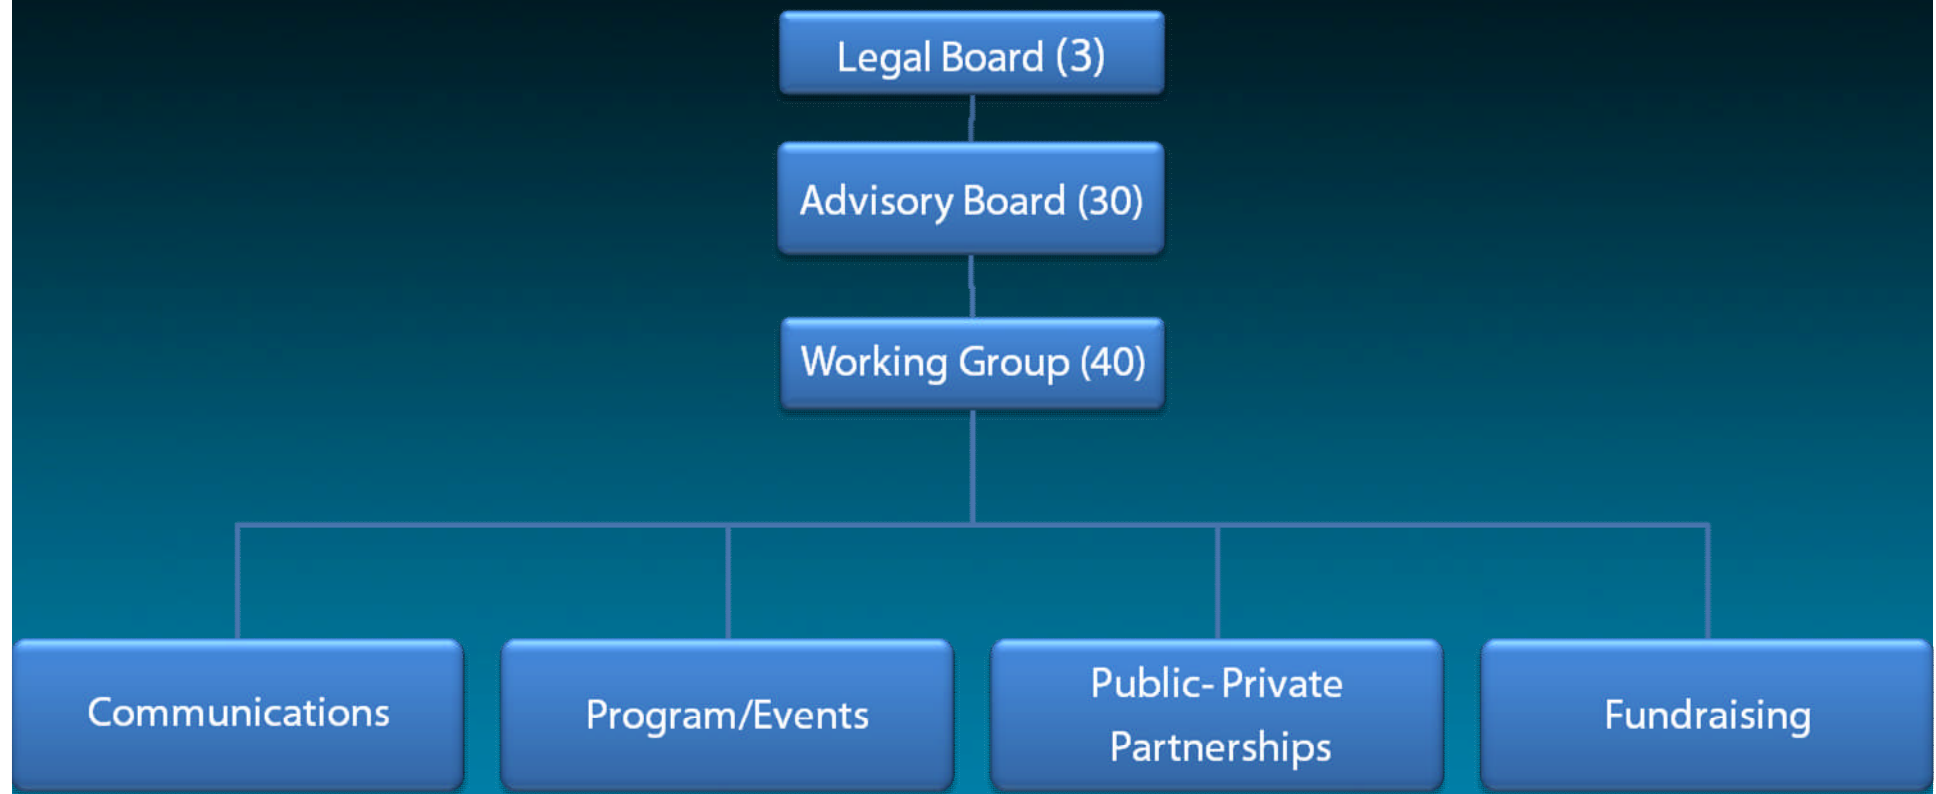 Legal Board (3)
Advisory Board (30)
Working Group (40)
Communications
Program/Events
Public- Private
Partnerships
Fundraising